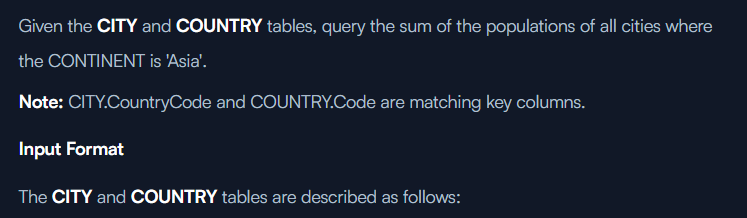 Given the CITY and COUNTRY tables, query the sum of the populations of all cities where
the CONTINENT is 'Asia'.
Note: CITY.CountryCode and COUNTRY.Code are matching key columns.
Input Format
The CITY and COUNTRY tables are described as follows: